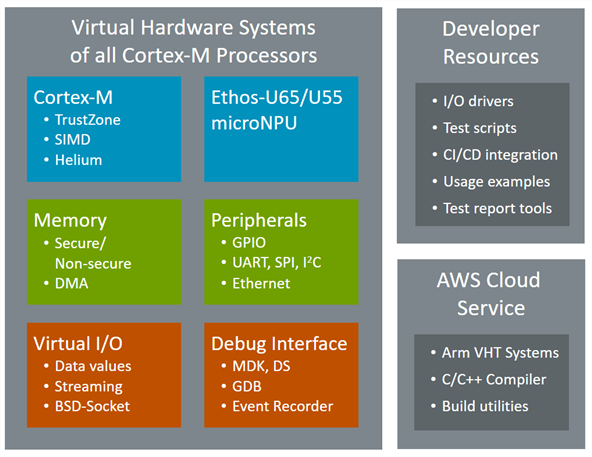 Virtual Hardware Systems
of all Cortex-M Processors
Cortex-M
• TrustZone
• SIMD
• Helium
Ethos-U65/U55
microNPU
Memory
• Secure/
Non-secure
• DMA
Peripherals
• GPIO
• UART, SPI, I²C
• Ethernet
Virtual I/O
• Data values
• Streaming
• BSD-Socket
Debug Interface
• MDK, DS
• GDB
• Event Recorder
Developer
Resources
• I/O drivers
• Test scripts
• CI/CD integration
• Usage examples
• Test report tools
AWS Cloud
Service
• Arm VHT Systems
• C/C++ Compiler
• Build utilities